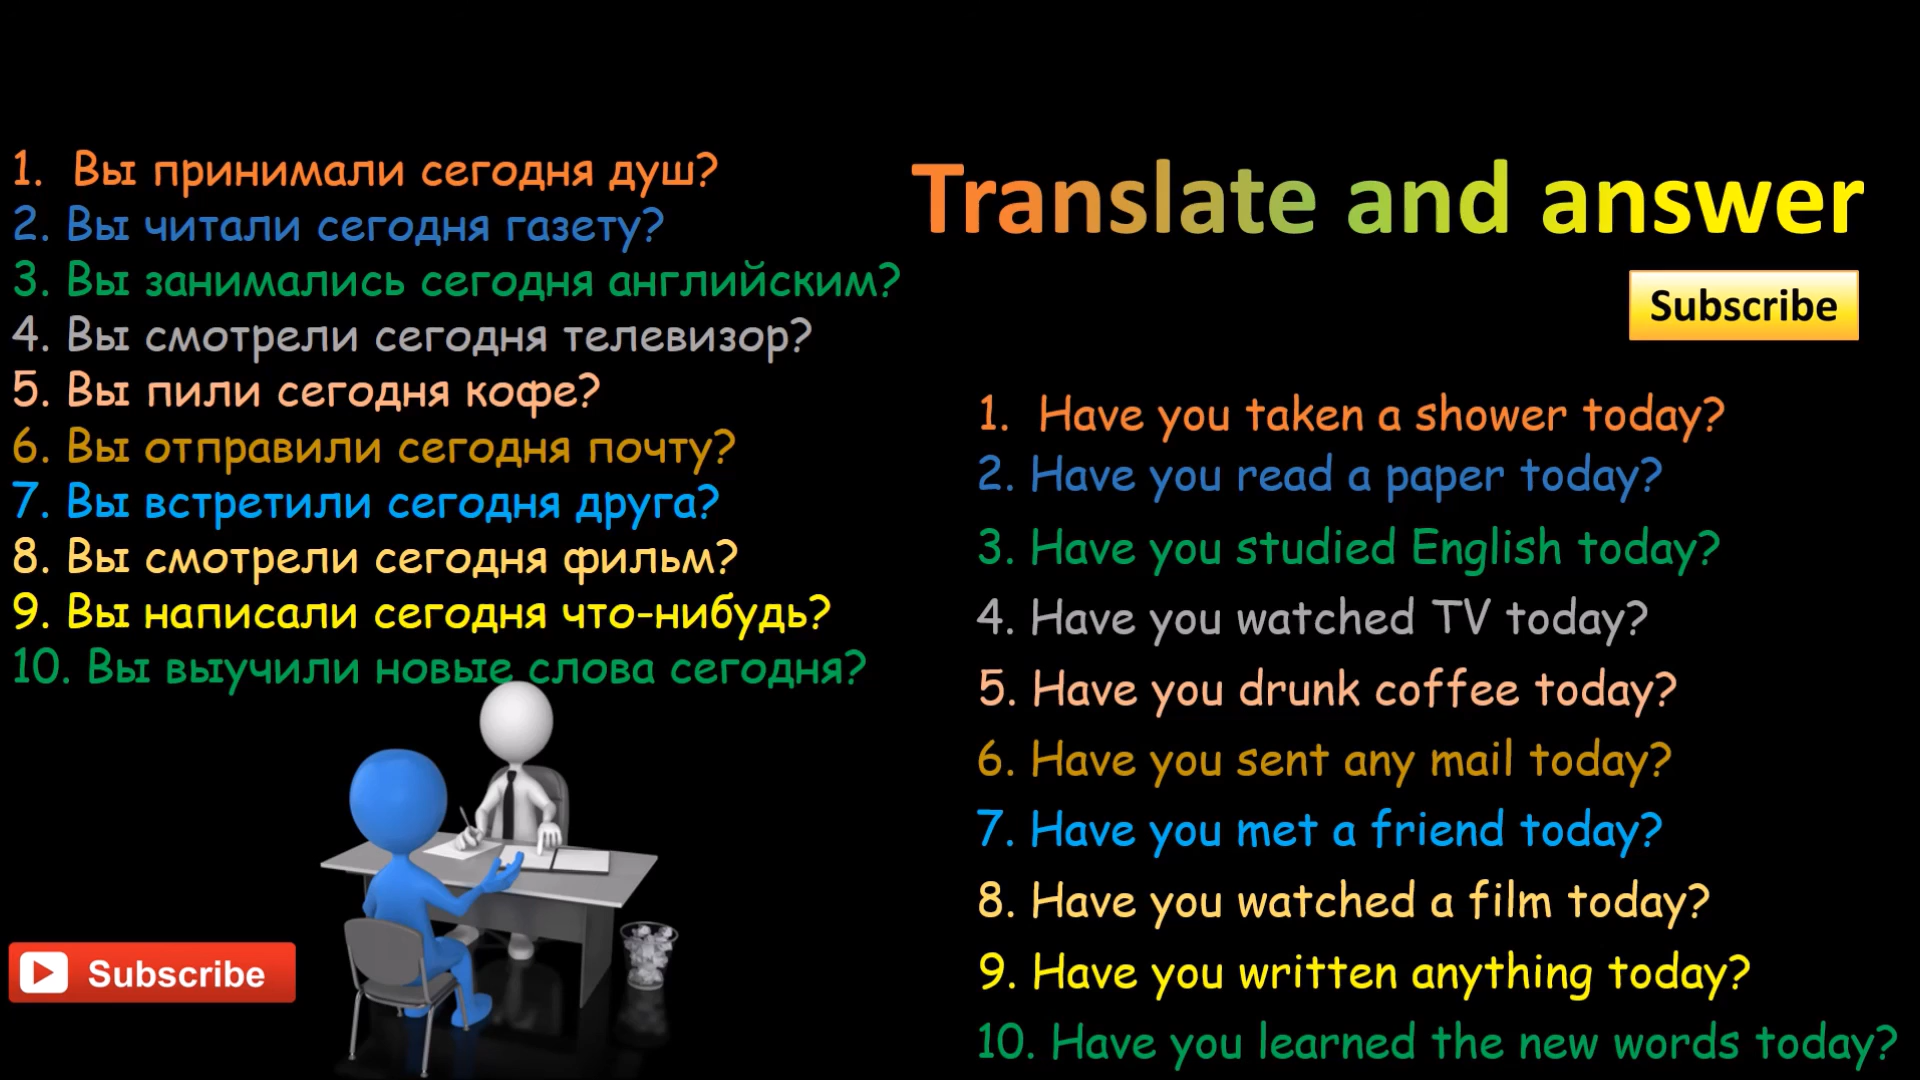 1. Вы принимали сегодня душ?
2. Вы читали сегодня газету?
3. Вы занимались сегодня английским?
4. Вы смотрели сегодня телевизор?
5. Вы пили сегодня кофе?
6. Вы отправили сегодня почту?
7. Вы встретили сегодня друга?
8. Вы смотрели сегодня фильм?
9. Вы написали сегодня что-нибудь?
10. Вы выучили новые слова сегодня?
Subscribe
Translate and answer
Subscribe
1. Have you taken a shower today?
2. Have you read a paper today?
3. Have you studied English today?
4. Have you watched TV today?
5. Have you drunk coffee today?
6. Have you sent any mail today?
7. Have you met a friend today?
8. Have you watched a film today?
9. Have you written anything today?
10. Have you learned the new words today?